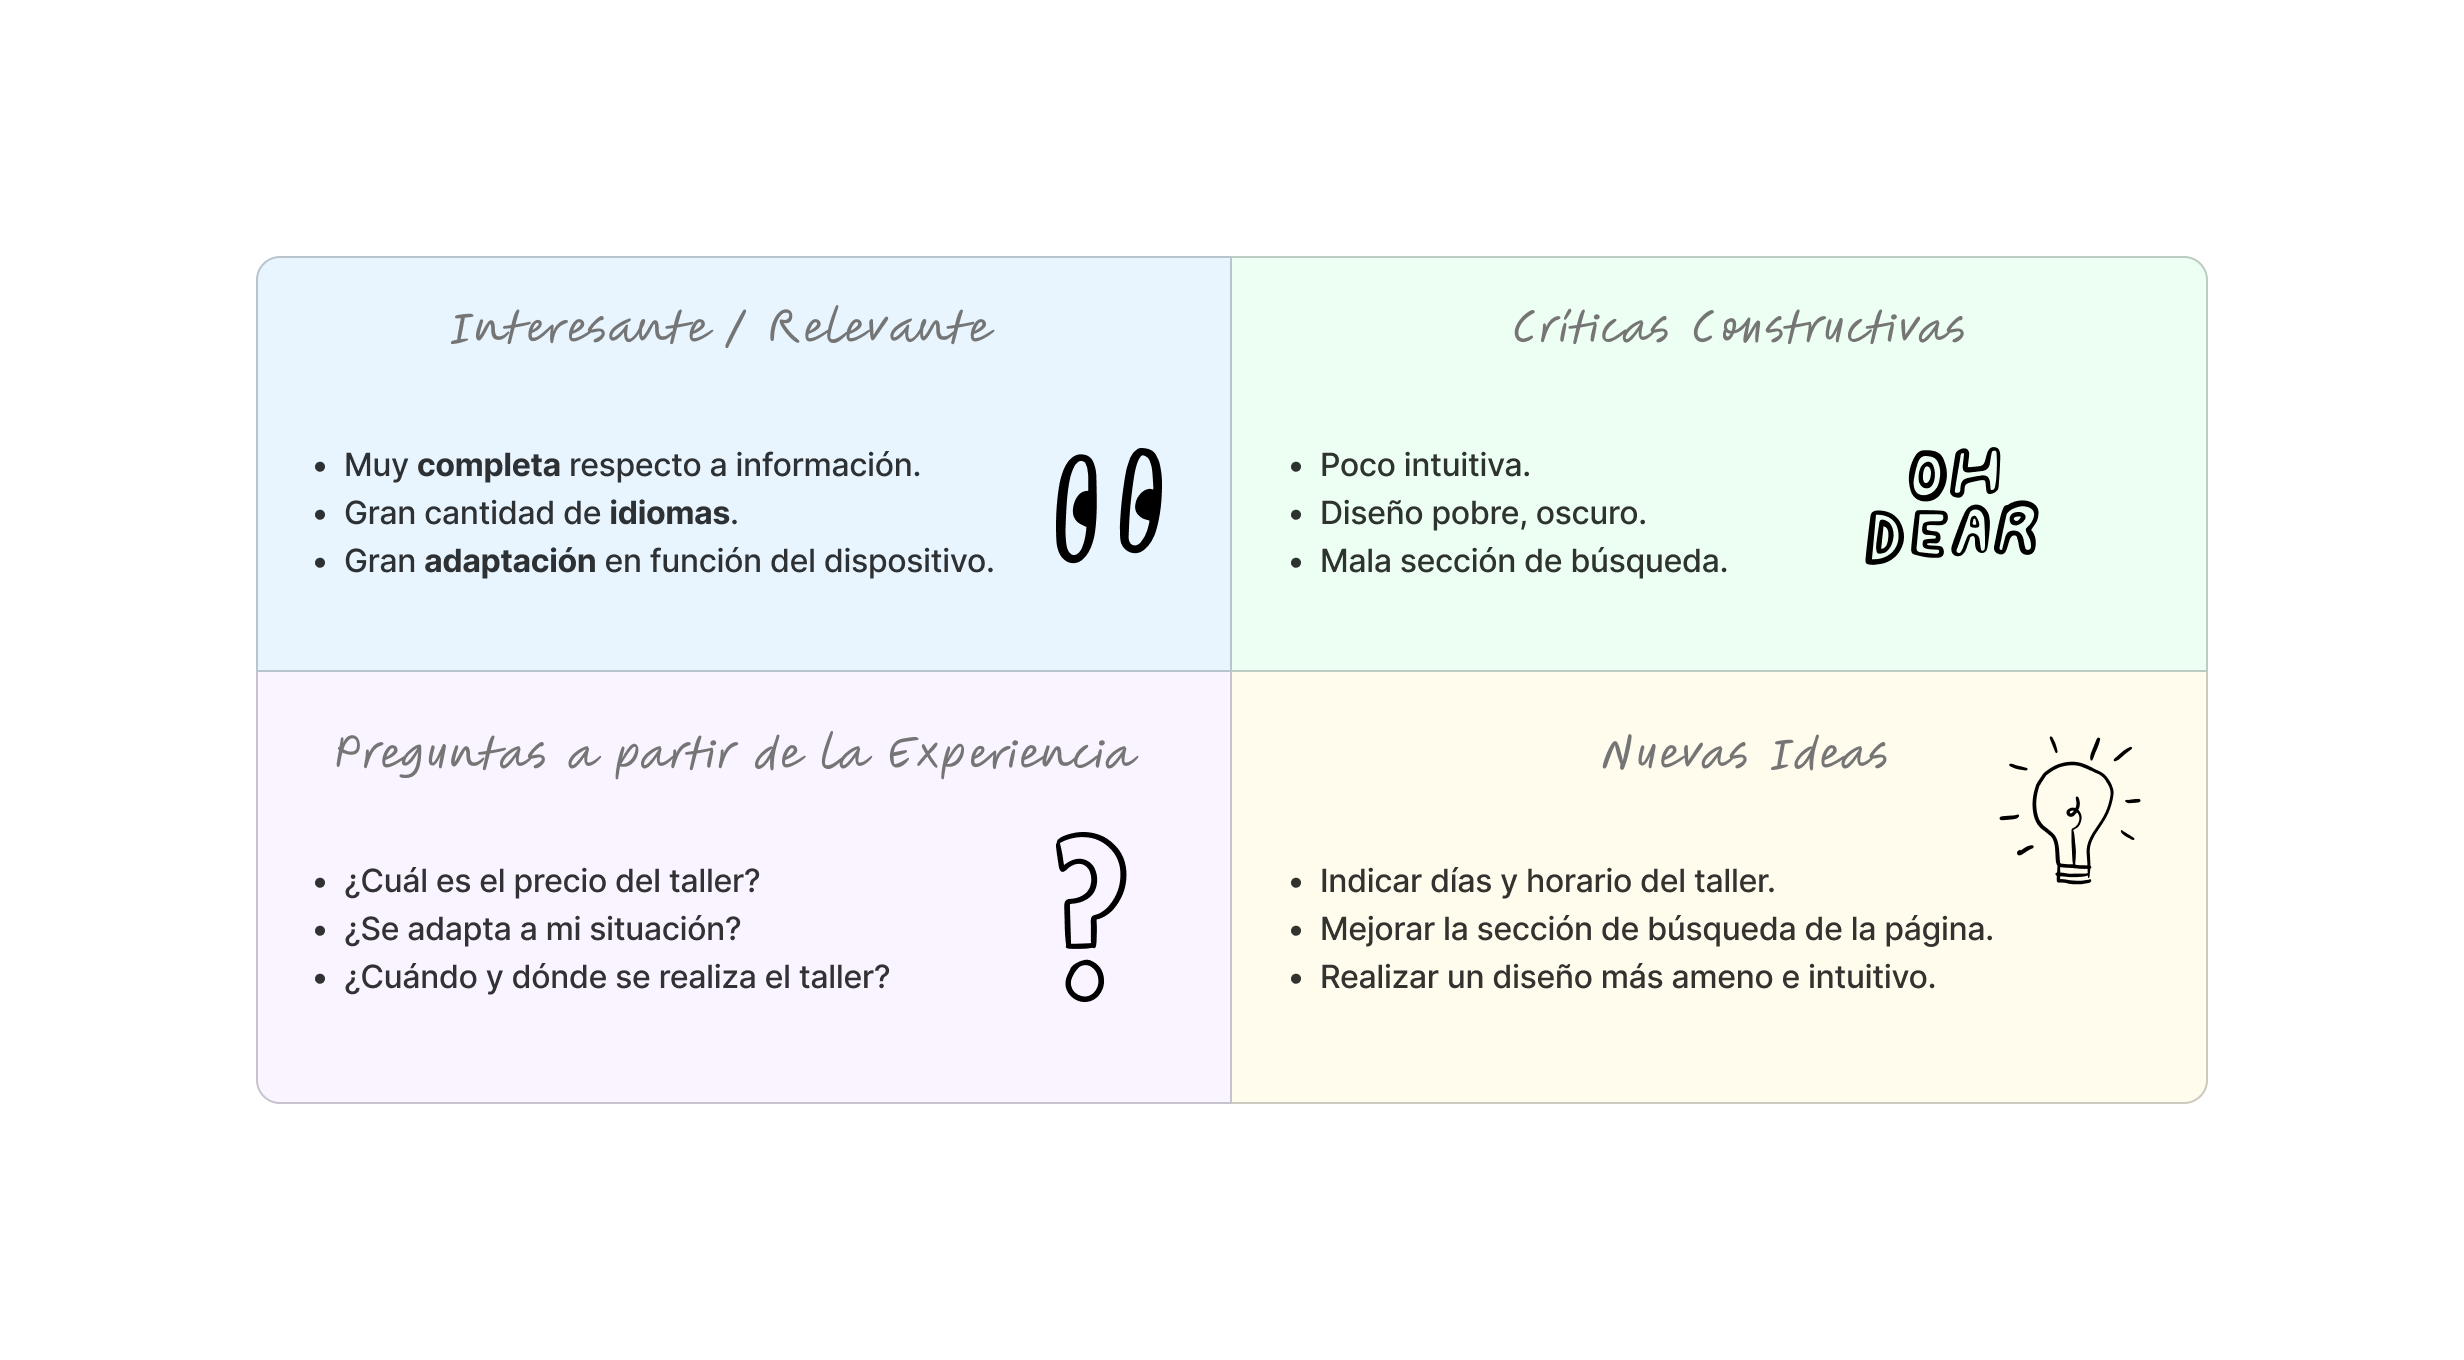 Interesante / Relevante
• Muy completa respecto a información.
• Gran cantidad de idiomas.
• Gran adaptación en función del dispositivo.
Críticas Constructivas
• Poco intuitiva.
• Diseño pobre, oscuro.
• Mala sección de búsqueda.
OH
DEAR
Preguntas a partir de la Experiencia
• ¿Cuál es el precio del taller?
• ¿Se adapta a mi situación?
• ¿Cuándo y dónde se realiza el taller?
?
Nuevas Ideas
• Indicar días y horario del taller.
• Mejorar la sección de búsqueda de la página.
• Realizar un diseño más ameno e intuitivo.